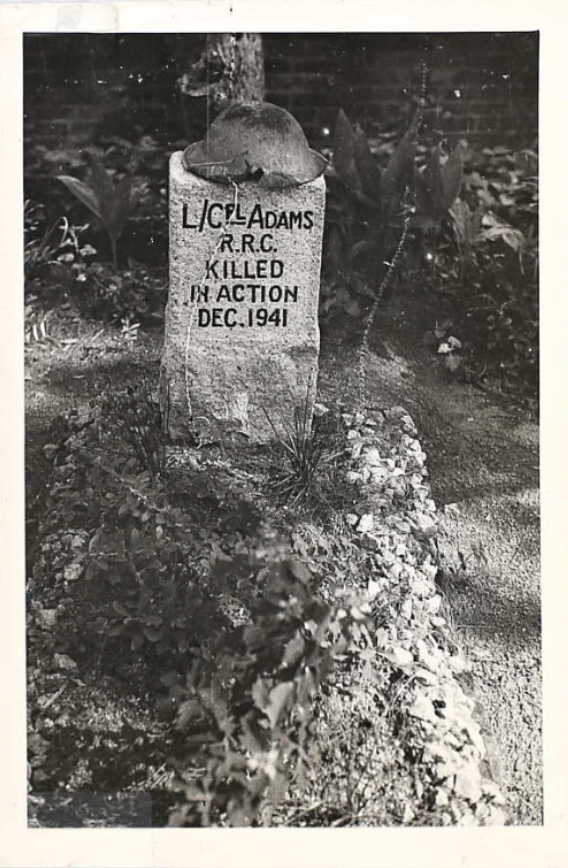 L/CPL ADAMS
R.R.C.
KILLED
IN ACTION
DEC. 1941